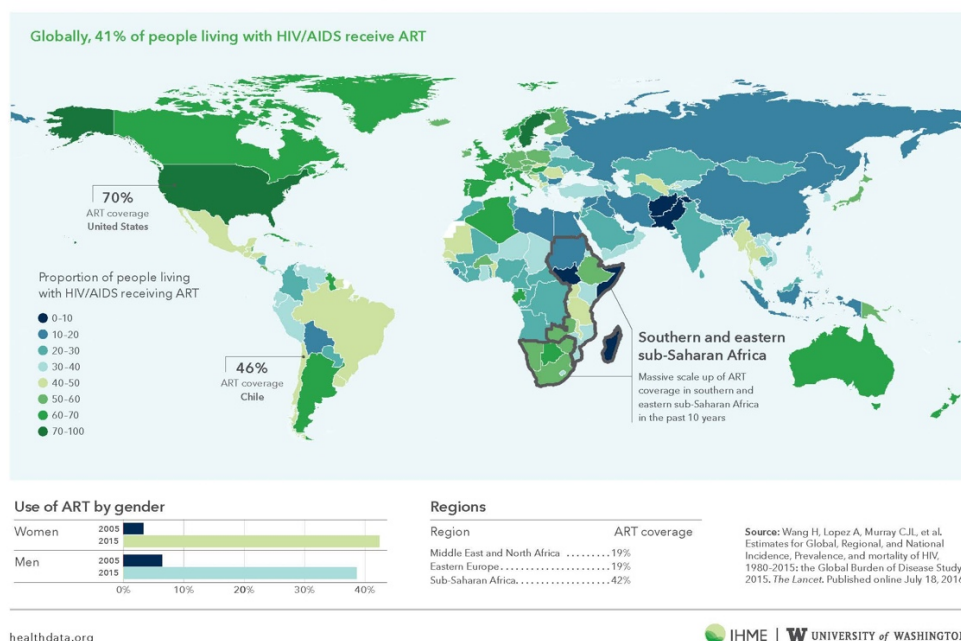 Globally, 41% of people living with HIV/AIDS receive ART
70%
ART coverage
United States
Proportion of people living
with HIV/AIDS receiving ART
0–10
10–20
20–30
30–40
40–50
50–60
60–70
70–100
46%
ART coverage
Chile
Southern and eastern
sub-Saharan Africa
Massive scale up of ART
coverage in southern and
eastern sub-Saharan Africa
in the past 10 years
Use of ART by gender
Women
2005
2015
Men
2005
2015
0% 10% 20% 30% 40%
Regions
Region ART coverage
Middle East and North Africa .........19%
Eastern Europe......................19%
Sub-Saharan Africa...................42%
Source: Wang H, Lopez A, Murray CJL, et al.
Estimates for Global, Regional, and National
Incidence, Prevalence, and mortality of HIV,
1980-2015: the Global Burden of Disease Study
2015. The Lancet. Published online July 18, 2016
healthdata.org
IHME | W UNIVERSITY of WASHINGTON